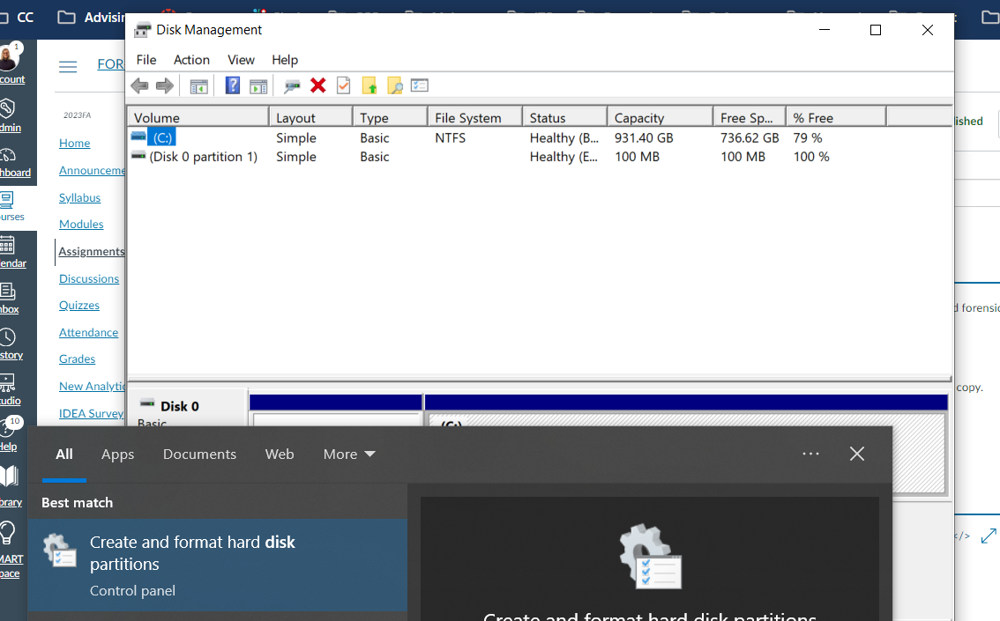 CC
Advisin
Disk Management
File Action View Help
Volume Layout Type File System Status Capacity Free Sp... % Free
(C:) Simple Basic NTFS Healthy (B... 931.40 GB 736.62 GB 79 %
(Disk 0 partition 1) Simple Basic Healthy (E... 100 MB 100 MB 100 %
Disk 0
Basic
(C:)
1
count
dmin
hboard
urses
endar
nbox
story
tudio
10
Help
brary
MART
pace
FOR
2023FA
Home
Announceme
Syllabus
Modules
Assignments
Discussions
Quizzes
Attendance
Grades
New Analytic
IDEA Survey
ished
d forensic
copy.
</>
All Apps Documents Web More ...
Best match
Create and format hard disk
partitions
Control panel
Create and format hard disk partitions